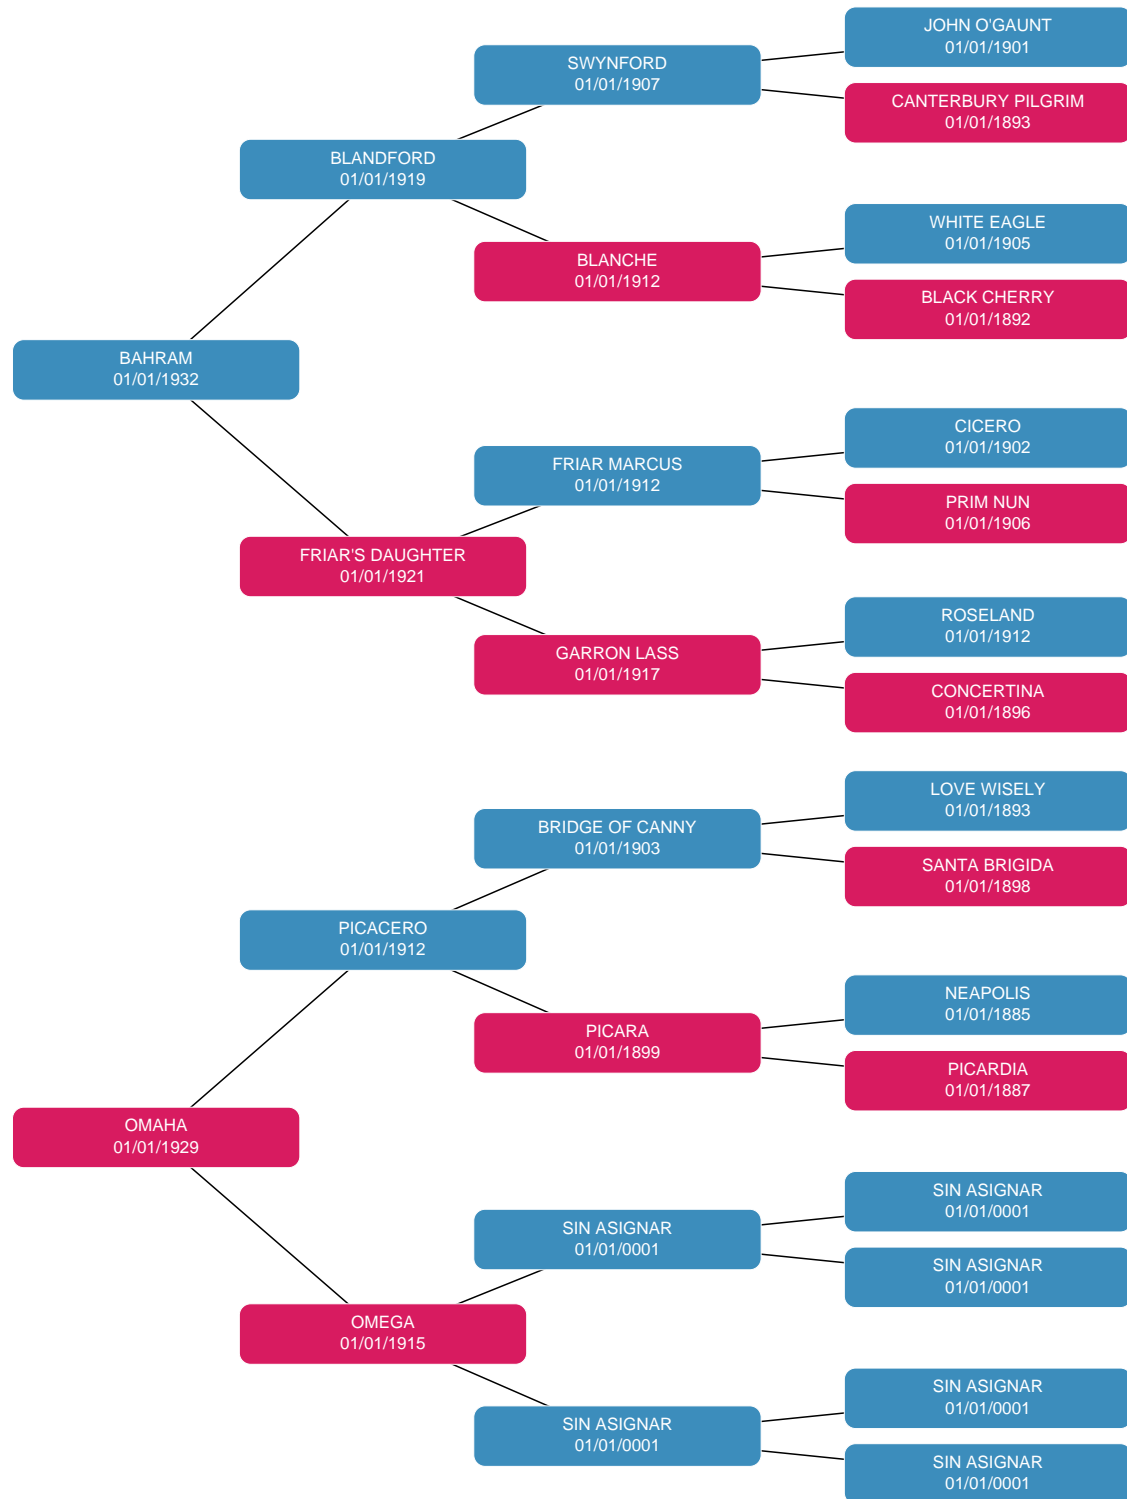 JOHN O'GAUNT
01/01/1901
SWYNFORD
01/01/1907
CANTERBURY PILGRIM
01/01/1893
BLANDFORD
01/01/1919
WHITE EAGLE
01/01/1905
BLANCHE
01/01/1912
BLACK CHERRY
01/01/1892
BAHRAM
01/01/1932
CICERO
01/01/1902
FRIAR MARCUS
01/01/1912
PRIM NUN
01/01/1906
FRIAR'S DAUGHTER
01/01/1921
ROSELAND
01/01/1912
GARRON LASS
01/01/1917
CONCERTINA
01/01/1896
LOVE WISELY
01/01/1893
BRIDGE OF CANNY
01/01/1903
SANTA BRIGIDA
01/01/1898
PICACERO
01/01/1912
NEAPOLIS
01/01/1885
PICARA
01/01/1899
PICARDIA
01/01/1887
OMAHA
01/01/1929
SIN ASIGNAR
01/01/0001
SIN ASIGNAR
01/01/0001
SIN ASIGNAR
01/01/0001
OMEGA
01/01/1915
SIN ASIGNAR
01/01/0001
SIN ASIGNAR
01/01/0001
SIN ASIGNAR
01/01/0001